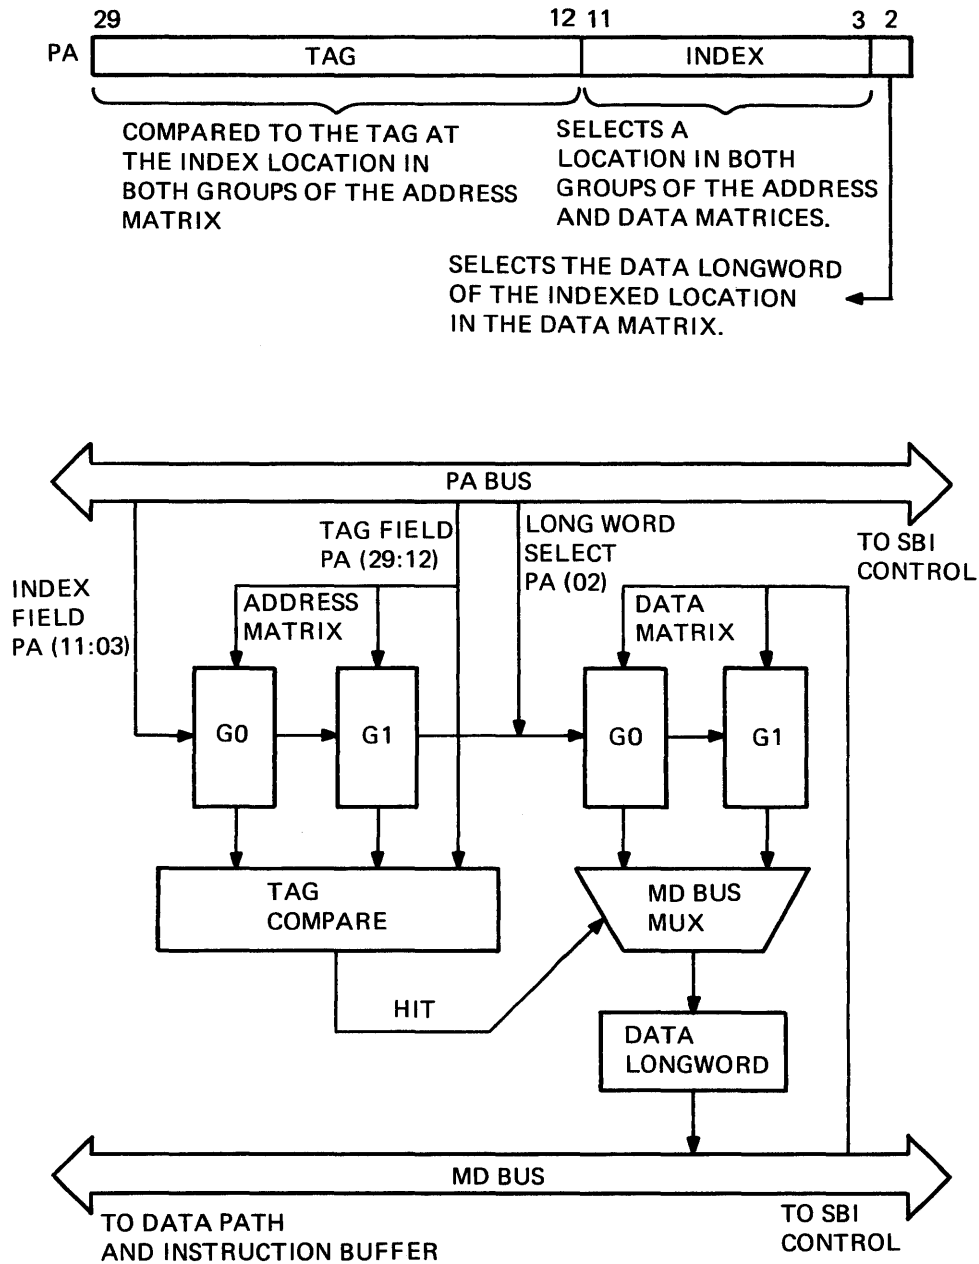 29 12 11 3 2
PA TAG INDEX
COMPARED TO THE TAG AT
THE INDEX LOCATION IN
BOTH GROUPS OF THE ADDRESS
MATRIX
SELECTS A
LOCATION IN BOTH
GROUPS OF THE ADDRESS
AND DATA MATRICES.
SELECTS THE DATA LONGWORD
OF THE INDEXED LOCATION
IN THE DATA MATRIX.
PA BUS
TO SBI
CONTROL
INDEX
FIELD
PA (11:03)
TAG FIELD
PA (29:12)
LONG WORD
SELECT
PA (02)
ADDRESS
MATRIX
DATA
MATRIX
G0
G1
G0
G1
TAG
COMPARE
MD BUS
MUX
HIT
DATA
LONGWORD
MD BUS
TO DATA PATH
AND INSTRUCTION BUFFER
TO SBI
CONTROL